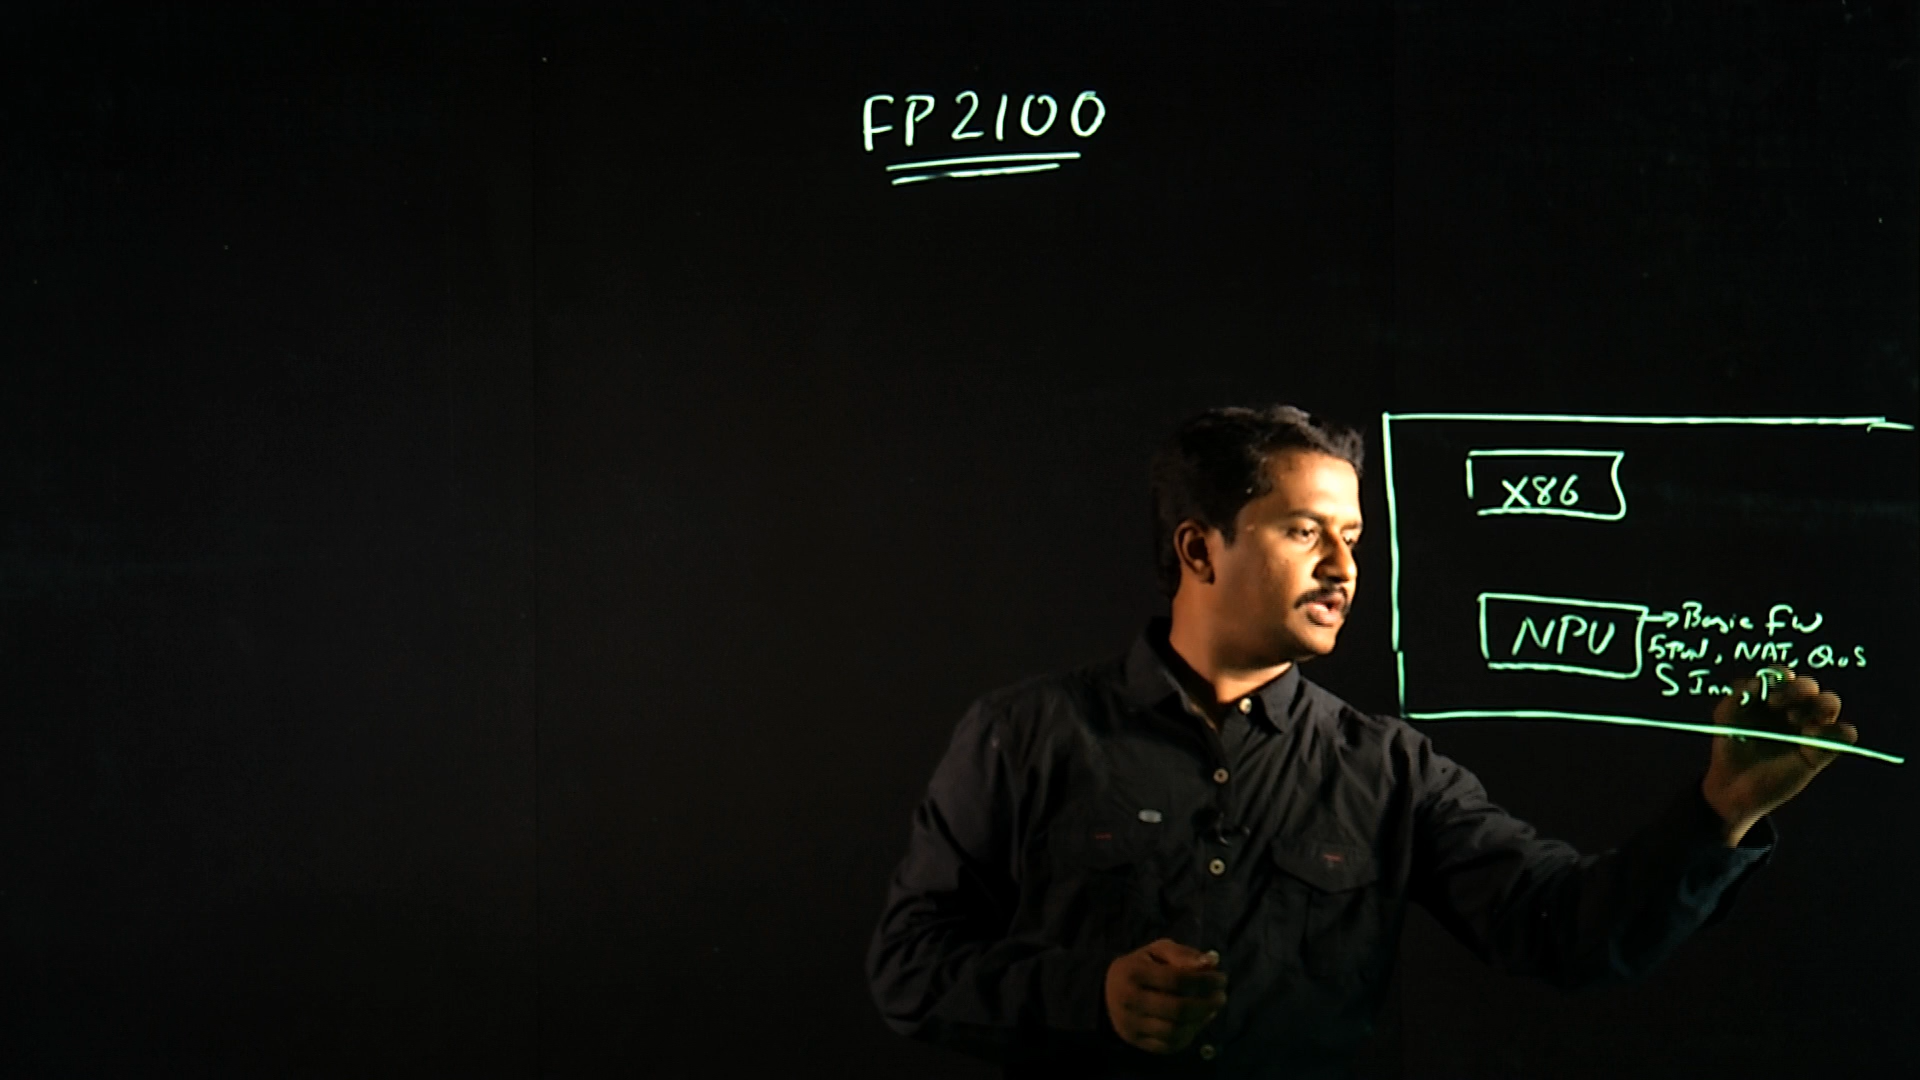 FP2100
X86
NPU → Basic FW
NAT, QoS